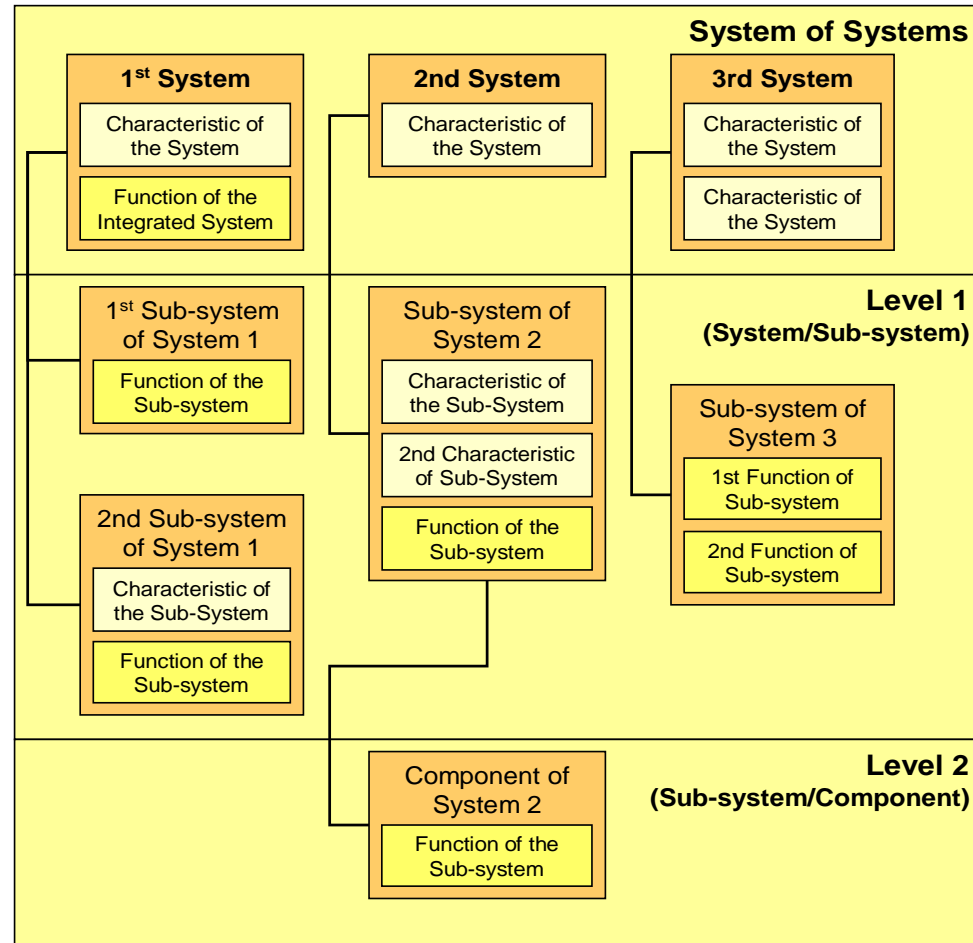 System of Systems
1st System
Characteristic of
the System
Function of the
Integrated System
2nd System
Characteristic of
the System
3rd System
Characteristic of
the System
Characteristic of
the System
Level 1
(System/Sub-system)
1st Sub-system
of System 1
Function of the
Sub-system
2nd Sub-system
of System 1
Characteristic of
the Sub-System
Function of the
Sub-system
Sub-system of
System 2
Characteristic of
the Sub-System
2nd Characteristic
of Sub-System
Function of the
Sub-system
Sub-system of
System 3
1st Function of
Sub-system
2nd Function of
Sub-system
Level 2
(Sub-system/Component)
Component of
System 2
Function of the
Sub-system